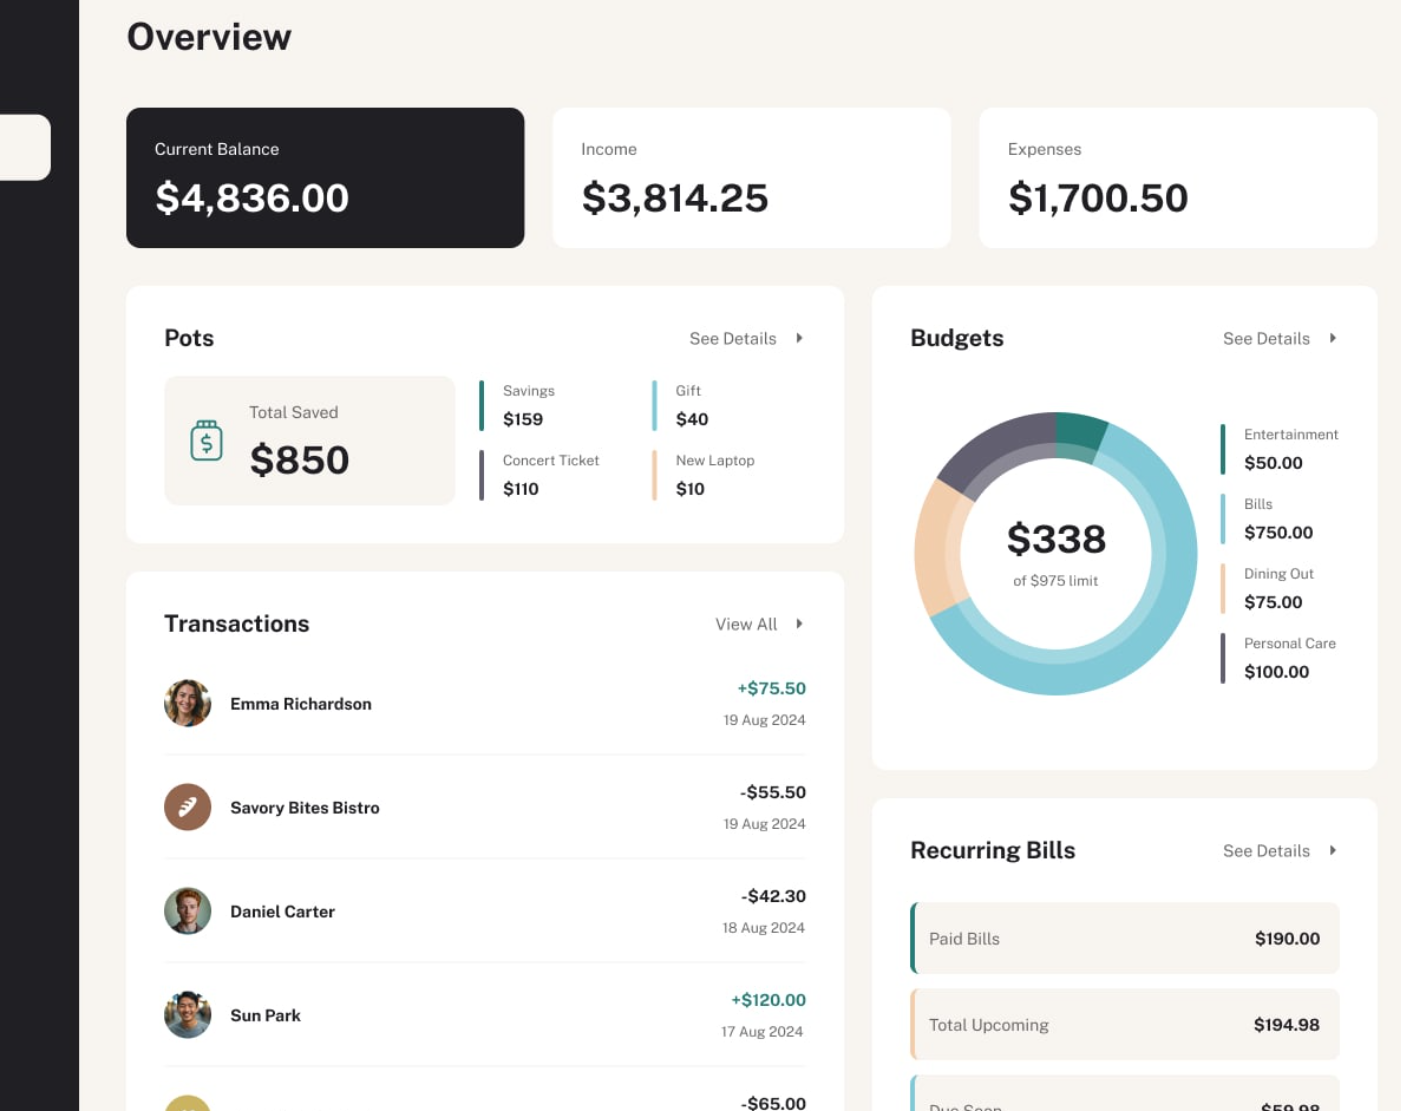 Overview
Current Balance
$4,836.00
Income
$3,814.25
Expenses
$1,700.50
Pots
See Details
$
Total Saved
$850
Savings
$159
Gift
$40
Concert Ticket
$110
New Laptop
$10
Transactions
View All
Emma Richardson
+$75.50
19 Aug 2024
Savory Bites Bistro
-$55.50
19 Aug 2024
Daniel Carter
-$42.30
18 Aug 2024
Sun Park
+$120.00
17 Aug 2024
-$65.00
Budgets
See Details
$338
of $975 limit
Entertainment
$50.00
Bills
$750.00
Dining Out
$75.00
Personal Care
$100.00
Recurring Bills
See Details
Paid Bills
$190.00
Total Upcoming
$194.98
Due Soon
$59.98